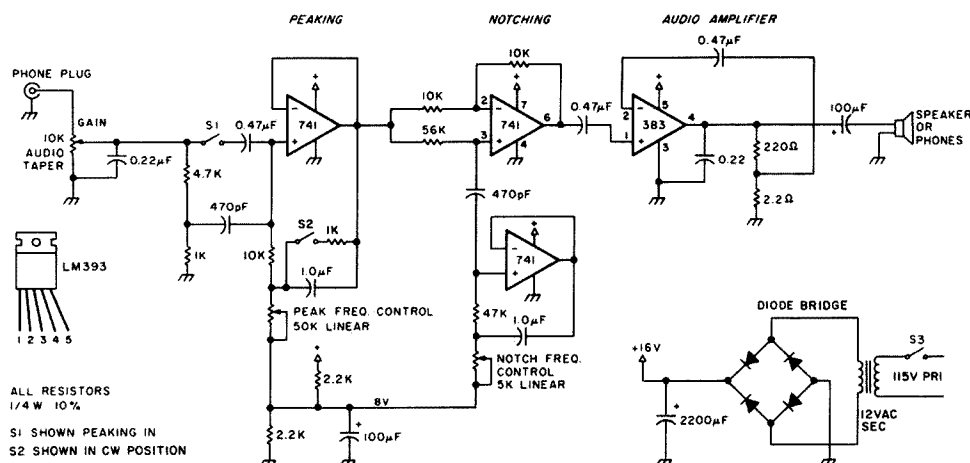 PEAKING
NOTCHING
AUDIO AMPLIFIER
PHONE PLUG
GAIN
10K
AUDIO
TAPER
0.22µF
S1
0.47µF
4.7K
470pF
1K
10K
+
-
+
741
S2
1K
1.0µF
PEAK FREQ. CONTROL
50K LINEAR
+
2.2K
8V
2.2K
+
100µF
10K
56K
10K
+
2
-
7
3
+
741
6
4
470pF
+
-
+
741
47K
1.0µF
NOTCH FREQ.
CONTROL
5K LINEAR
0.47µF
0.47µF
+
2
-
5
1
+
383
4
3
0.22
220Ω
2.2Ω
100µF
+
SPEAKER
OR
PHONES
LM393
1 2 3 4 5
ALL RESISTORS
1/4 W 10%
S1 SHOWN PEAKING IN
S2 SHOWN IN CW POSITION
+16V
+
2200µF
DIODE BRIDGE
12VAC
SEC
S3
115V PRI